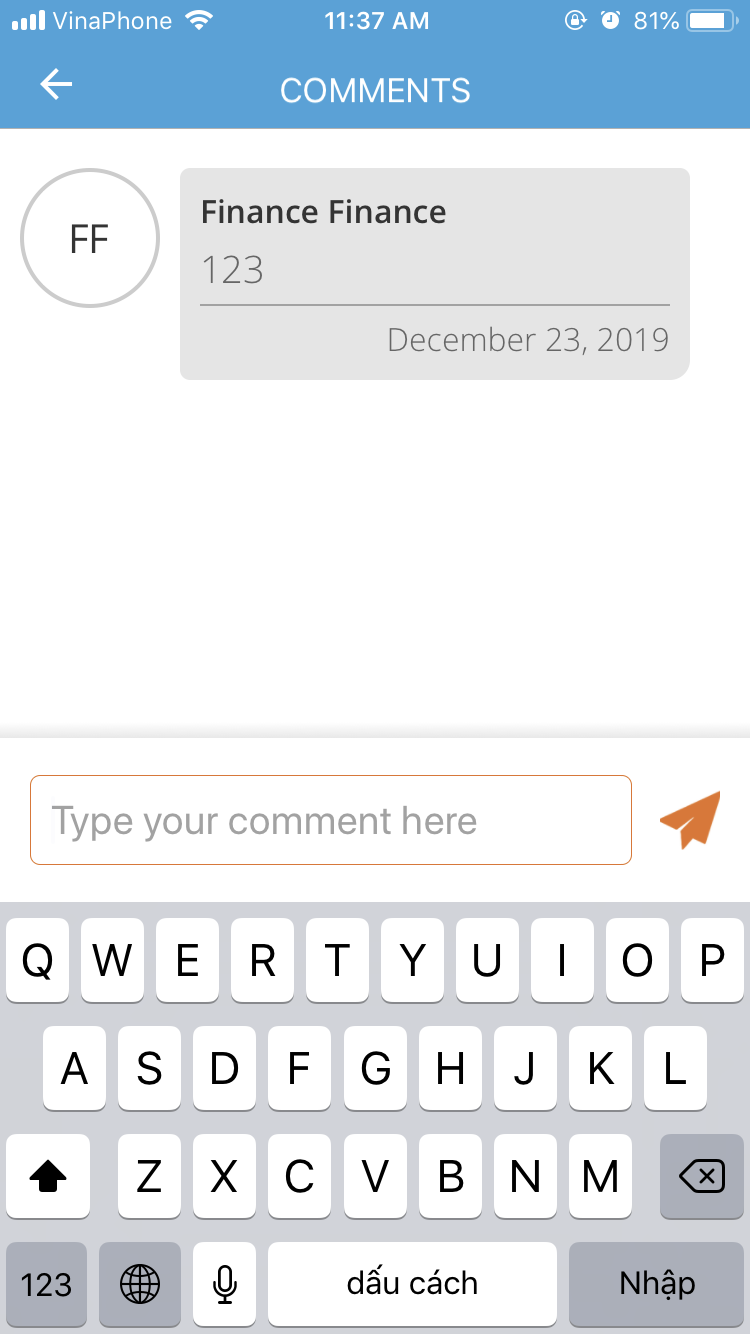 VinaPhone 11:37 AM 81%
COMMENTS
FF
Finance Finance
123
December 23, 2019
Type your comment here
Q W E R T Y U I O P
A S D F G H J K L
Z X C V B N M
123 dấu cách Nhập